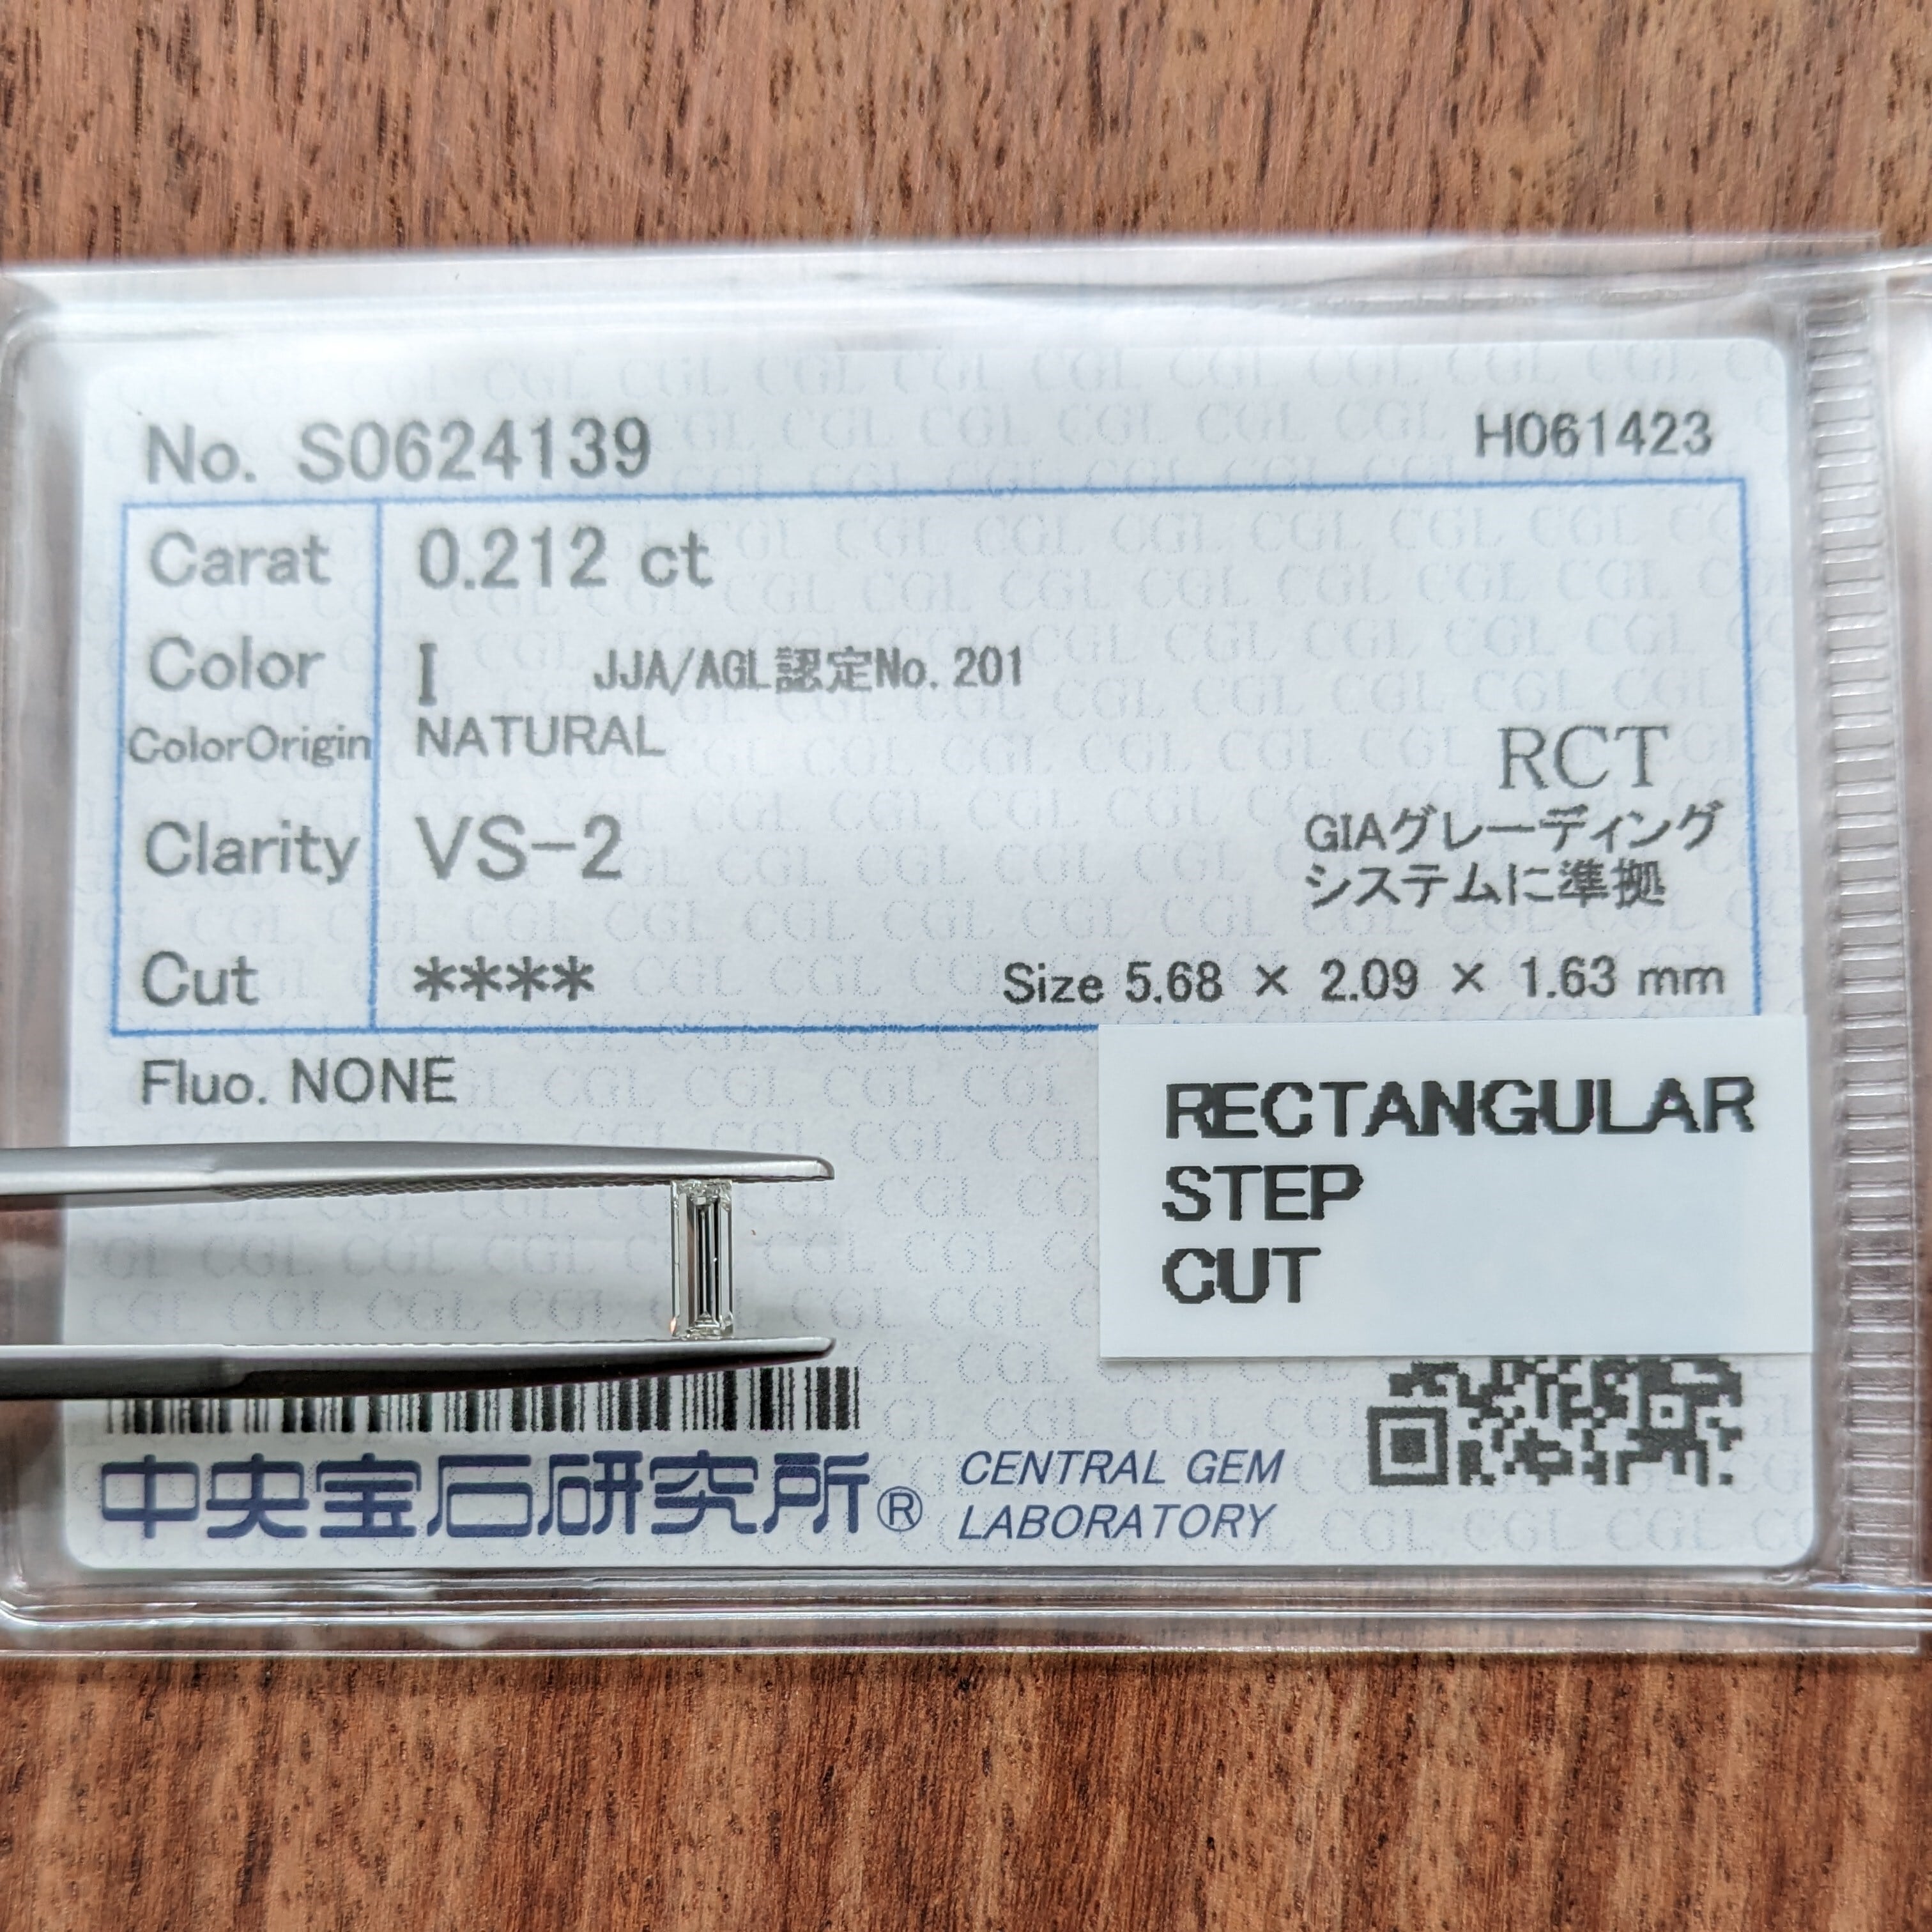 No. S0624139
H061423
Carat 0.212 ct
Color I JJA/AGL認定No.201
ColorOrigin NATURAL
RCT
Clarity VS-2
GIAグレーディング
システムに準拠
Cut ****
Size 5.68 × 2.09 × 1.63 mm
Fluo. NONE
RECTANGULAR
STEP
CUT
中央宝石研究所®
CENTRAL GEM
LABORATORY